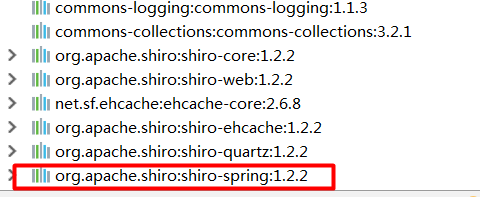 commons-logging:commons-logging:1.1.3
commons-collections:commons-collections:3.2.1
org.apache.shiro:shiro-core:1.2.2
org.apache.shiro:shiro-web:1.2.2
net.sf.ehcache:ehcache-core:2.6.8
org.apache.shiro:shiro-ehcache:1.2.2
org.apache.shiro:shiro-quartz:1.2.2
org.apache.shiro:shiro-spring:1.2.2